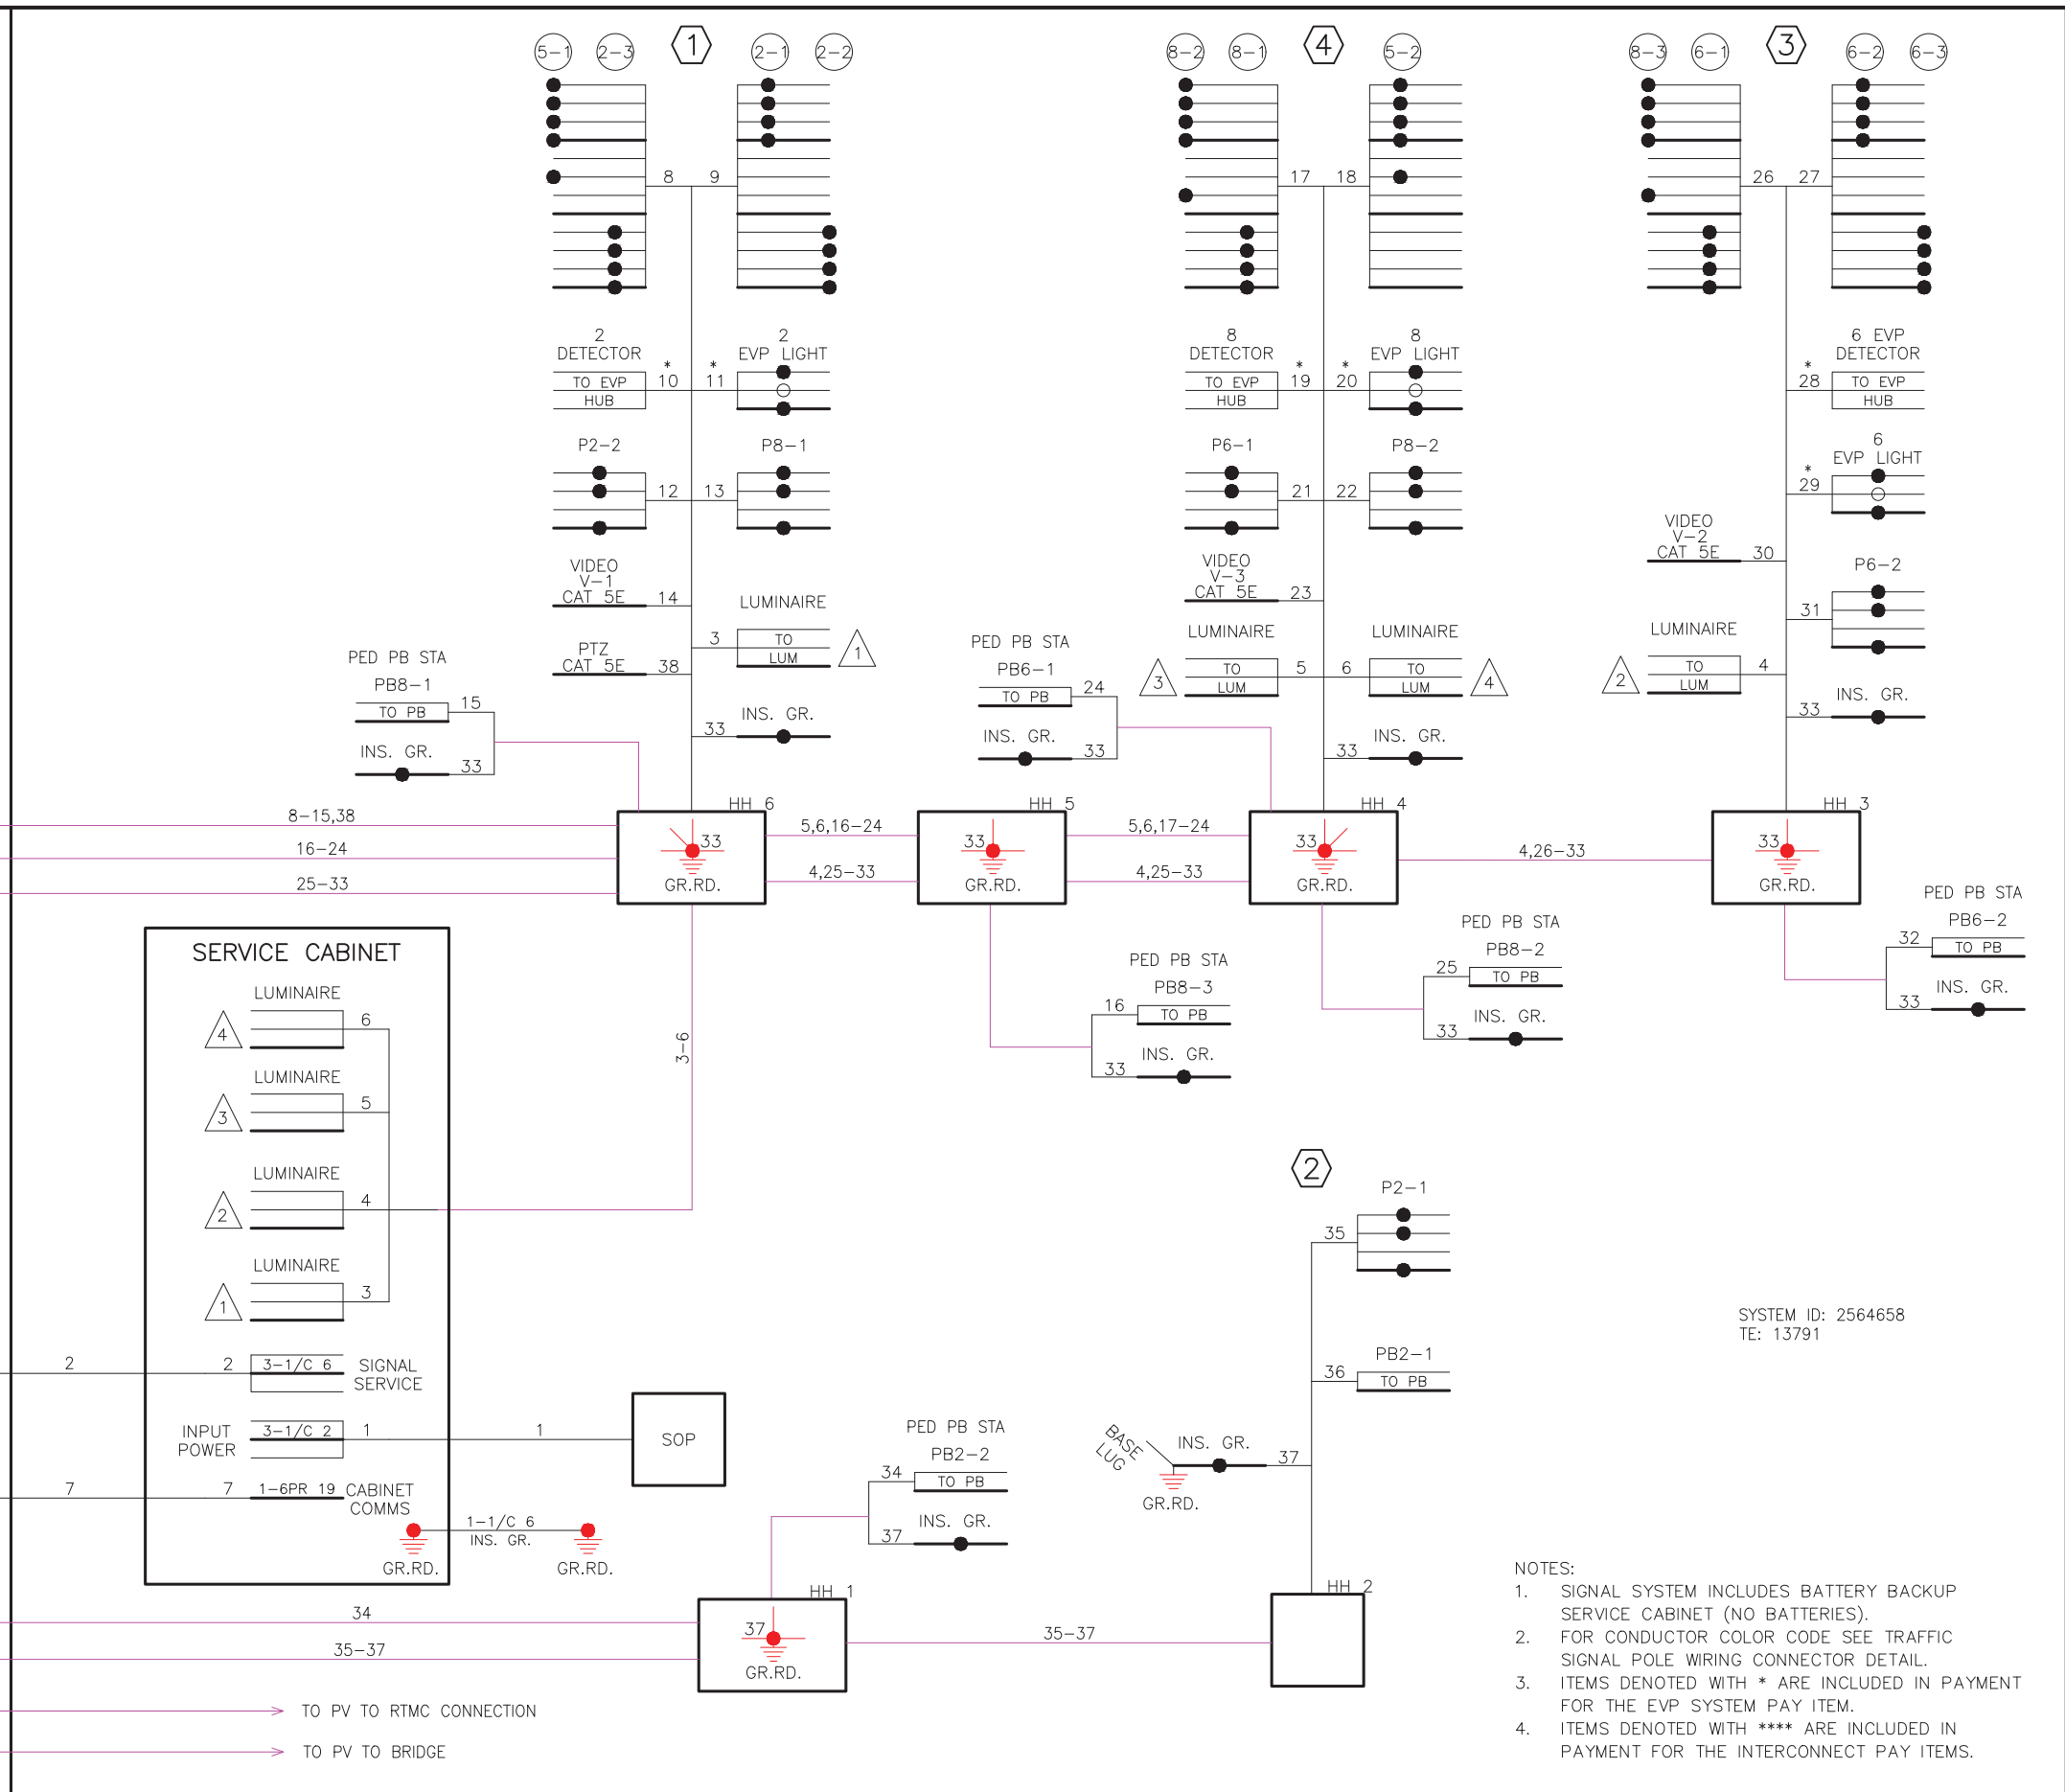 5-1 2-3 1 2-1 2-2
8-2 8-1 4 5-2
8-3 6-1 3 6-2 6-3
8 9
17 18
26 27
2
DETECTOR
TO EVP
HUB
* 10
* 11
2
EVP LIGHT
P2-2
12 13
P8-1
VIDEO
V-1
CAT 5E 14
PTZ
CAT 5E 38
LUMINAIRE
3 TO
LUM
1
33 INS. GR.
PED PB STA
PB8-1
TO PB 15
INS. GR.
33
8
DETECTOR
TO EVP
HUB
* 19
* 20
8
EVP LIGHT
P6-1
21 22
P8-2
VIDEO
V-3
CAT 5E 23
LUMINAIRE
3 TO
LUM
5 6
LUMINAIRE
TO
LUM
4
33 INS. GR.
PED PB STA
PB6-1
TO PB 24
INS. GR.
33
6 EVP
DETECTOR
* 28
TO EVP
HUB
6
EVP LIGHT
* 29
VIDEO
V-2
CAT 5E 30
P6-2
31
LUMINAIRE
2 TO
LUM
4
33 INS. GR.
8-15,38
16-24
25-33
HH 6
33
GR.RD.
5,6,16-24
4,25-33
HH 5
33
GR.RD.
5,6,17-24
4,25-33
HH 4
33
GR.RD.
4,26-33
HH 3
33
GR.RD.
PED PB STA
PB8-3
16 TO PB
INS. GR.
33
PED PB STA
PB8-2
25 TO PB
INS. GR.
33
PED PB STA
PB6-2
32 TO PB
INS. GR.
33
3-6
SERVICE CABINET
LUMINAIRE
4 6
LUMINAIRE
3 5
LUMINAIRE
2 4
LUMINAIRE
1 3
2 2 3-1/C 6 SIGNAL
SERVICE
INPUT
POWER
3-1/C 2 1 1
SOP
7 7 1-6PR 19 CABINET
COMMS
1-1/C 6
INS. GR.
GR.RD. GR.RD.
2
P2-1
35
PB2-1
36 TO PB
BASE
LUG
INS. GR.
37
GR.RD.
PED PB STA
PB2-2
34 TO PB
INS. GR.
37
34
35-37
HH 1
37
GR.RD.
35-37
HH 2
TO PV TO RTMC CONNECTION
TO PV TO BRIDGE
SYSTEM ID: 2564658
TE: 13791
NOTES:
1. SIGNAL SYSTEM INCLUDES BATTERY BACKUP
SERVICE CABINET (NO BATTERIES).
2. FOR CONDUCTOR COLOR CODE SEE TRAFFIC
SIGNAL POLE WIRING CONNECTOR DETAIL.
3. ITEMS DENOTED WITH * ARE INCLUDED IN PAYMENT
FOR THE EVP SYSTEM PAY ITEM.
4. ITEMS DENOTED WITH **** ARE INCLUDED IN
PAYMENT FOR THE INTERCONNECT PAY ITEMS.